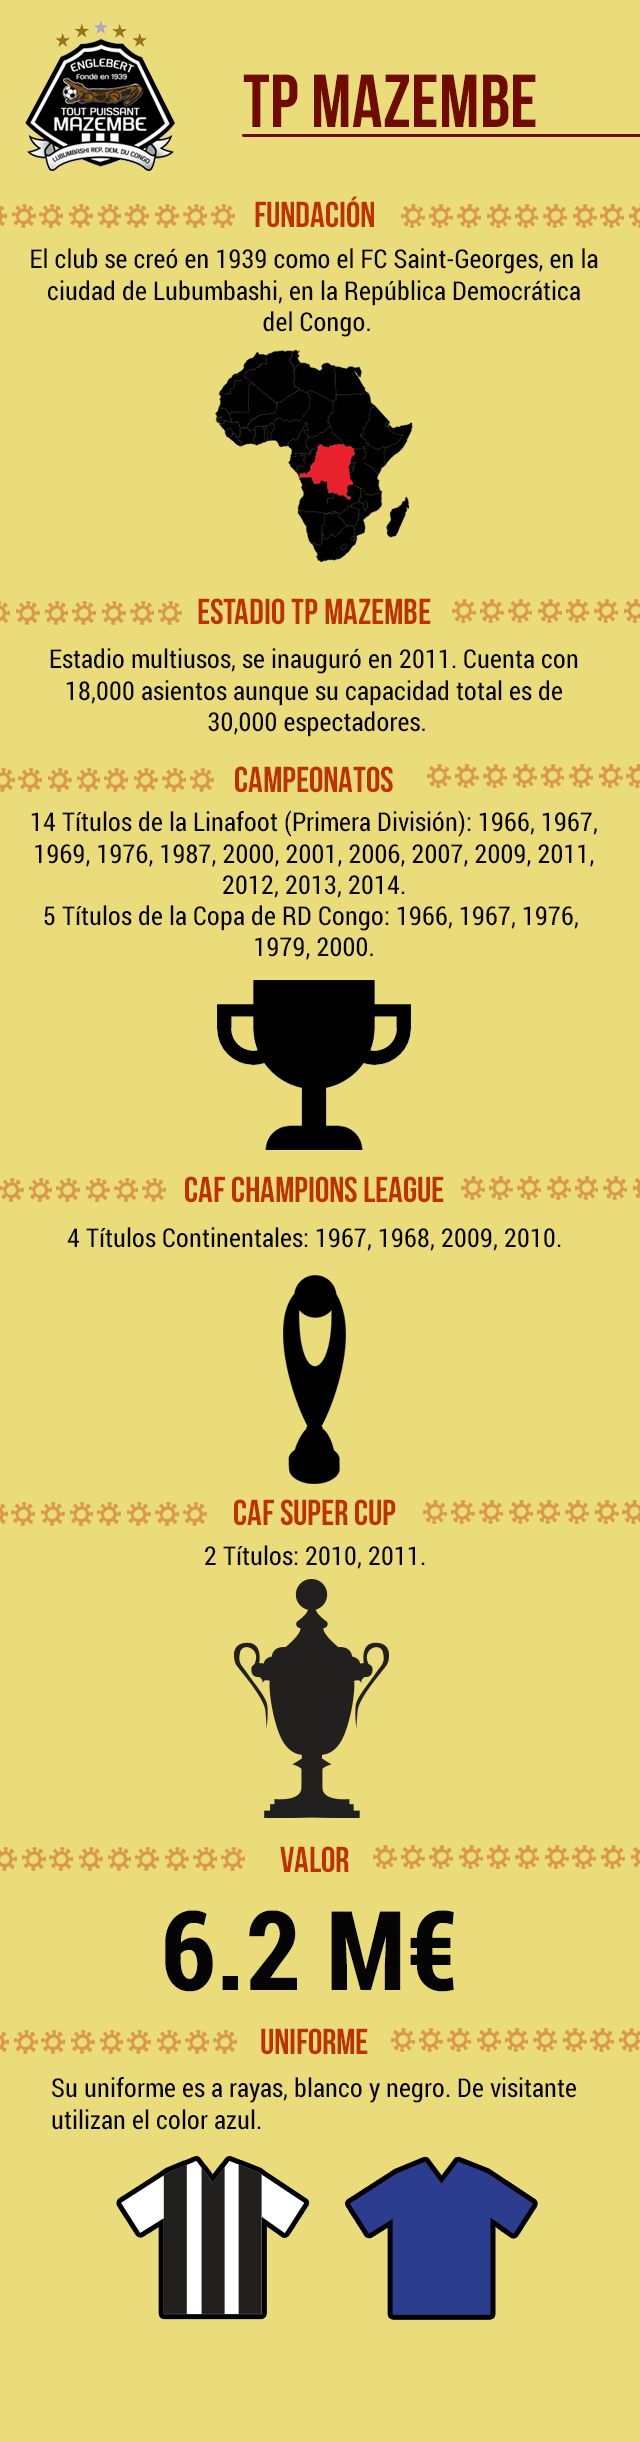 ENGLEBERT
Fondé en 1939
TOUT PUISSANT
MAZEMBE
LUBUMBASHI REP. DEM. DU CONGO
TP MAZEMBE
FUNDACIÓN
El club se creó en 1939 como el FC Saint-Georges, en la
ciudad de Lubumbashi, en la República Democrática
del Congo.
ESTADIO TP MAZEMBE
Estadio multiusos, se inauguró en 2011. Cuenta con
18,000 asientos aunque su capacidad total es de
30,000 espectadores.
CAMPEONATOS
14 Títulos de la Linafoot (Primera División): 1966, 1967,
1969, 1976, 1987, 2000, 2001, 2006, 2007, 2009, 2011,
2012, 2013, 2014.
5 Títulos de la Copa de RD Congo: 1966, 1967, 1976,
1979, 2000.
CAF CHAMPIONS LEAGUE
4 Títulos Continentales: 1967, 1968, 2009, 2010.
CAF SUPER CUP
2 Títulos: 2010, 2011.
VALOR
6.2 M€
UNIFORME
Su uniforme es a rayas, blanco y negro. De visitante
utilizan el color azul.